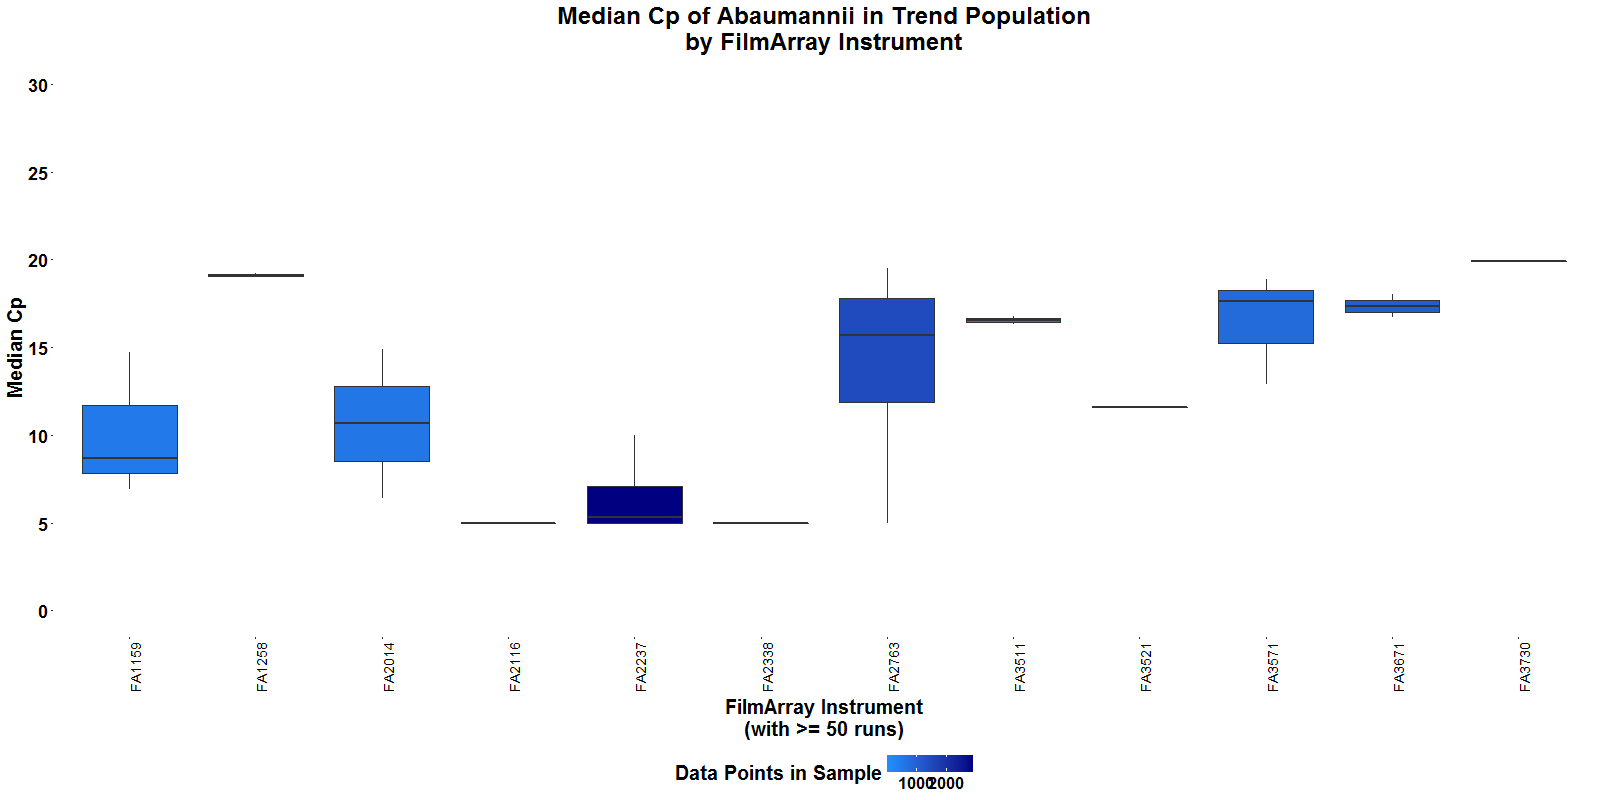 Median Cp of Abaumannii in Trend Population
by FilmArray Instrument
30
25
20
15
10
5
0
Median Cp
FA1159
FA1258
FA2014
FA2116
FA2237
FA2338
FA2763
FA3511
FA3521
FA3571
FA3671
FA3730
FilmArray Instrument
(with >= 50 runs)
Data Points in Sample
1000 2000